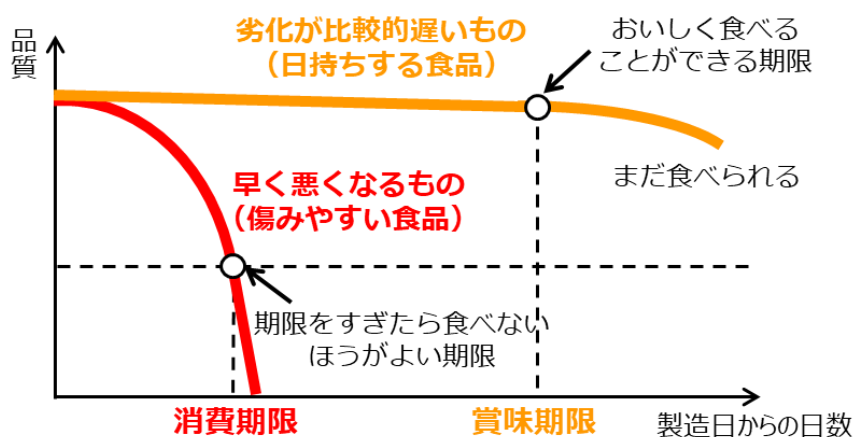 品質
劣化が比較的遅いもの
（日持ちする食品）
おいしく食べる
ことができる期限
まだ食べられる
早く悪くなるもの
（傷みやすい食品）
期限をすぎたら食べない
ほうがよい期限
消費期限
賞味期限
製造日からの日数